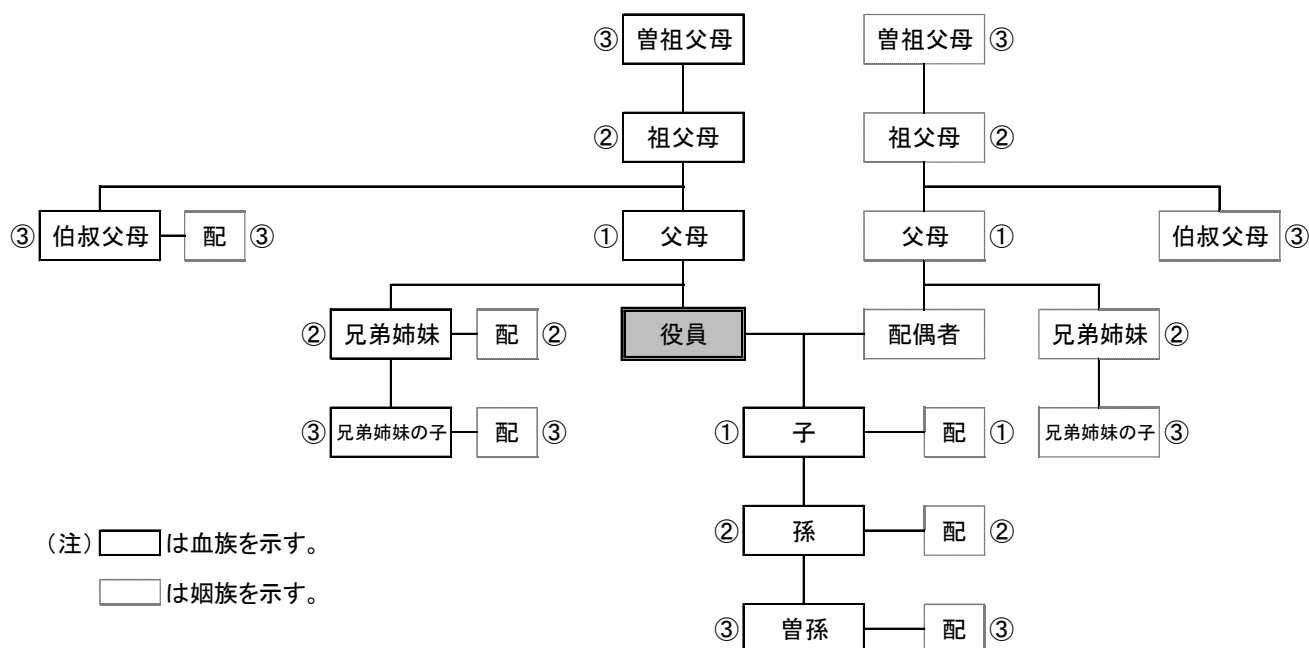 ③ 曽祖父母 曽祖父母 ③
② 祖父母 祖父母 ②
③ 伯叔父母 配 ③ ① 父母 父母 ① 伯叔父母 ③
② 兄弟姉妹 配 ② 役員 配偶者 兄弟姉妹 ②
③ 兄弟姉妹の子 配 ③ ① 子 配 ① 兄弟姉妹の子 ③
② 孫 配 ②
(注) は血族を示す。
は姻族を示す。
③ 曽孫 配 ③